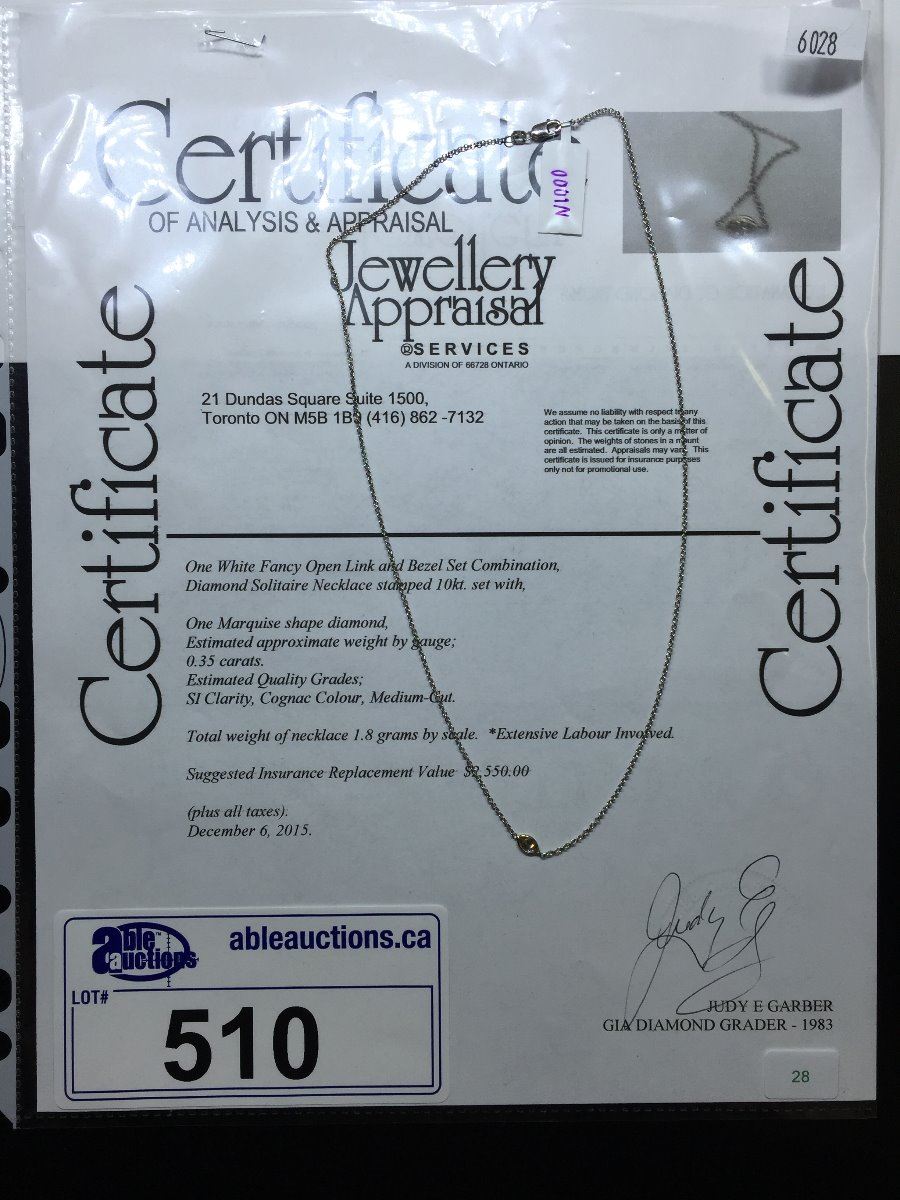 6028
Certificate
OF ANALYSIS & APPRAISAL
Jewellery
Appraisal
® SERVICES
A DIVISION OF 66728 ONTARIO
Certificate
Certificate
21 Dundas Square Suite 1500,
Toronto ON M5B 1B9 (416) 862 -7132
We assume no liability with respect to any
action that may be taken on the basis of this
certificate. This certificate is only a matter of
opinion. The weights of stones in a mount
are all estimated. Appraisals may vary. This
certificate is issued for insurance purposes
only not for promotional use.
One White Fancy Open Link and Bezel Set Combination,
Diamond Solitaire Necklace stamped 10kt. set with,
One Marquise shape diamond,
Estimated approximate weight by gauge;
0.35 carats.
Estimated Quality Grades;
SI Clarity, Cognac Colour, Medium-Cut.
Total weight of necklace 1.8 grams by scale. *Extensive Labour Involved.
Suggested Insurance Replacement Value $2,550.00
(plus all taxes).
December 6, 2015.
Judy E G
JUDY E GARBER
GIA DIAMOND GRADER - 1983
28
able auctions™
ableauctions.ca
LOT#
510